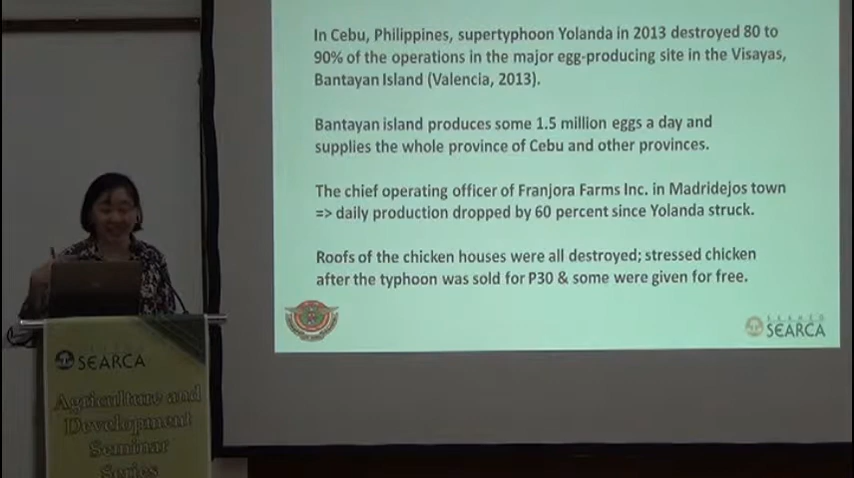 In Cebu, Philippines, supertyphoon Yolanda in 2013 destroyed 80 to
90% of the operations in the major egg-producing site in the Visayas,
Bantayan Island (Valencia, 2013).
Bantayan island produces some 1.5 million eggs a day and
supplies the whole province of Cebu and other provinces.
The chief operating officer of Franjora Farms Inc. in Madridejos town
=> daily production dropped by 60 percent since Yolanda struck.
Roofs of the chicken houses were all destroyed; stressed chicken
after the typhoon was sold for P30 & some were given for free.
SEARCA
SEARCA
Agriculture and
Development
Seminar
Series